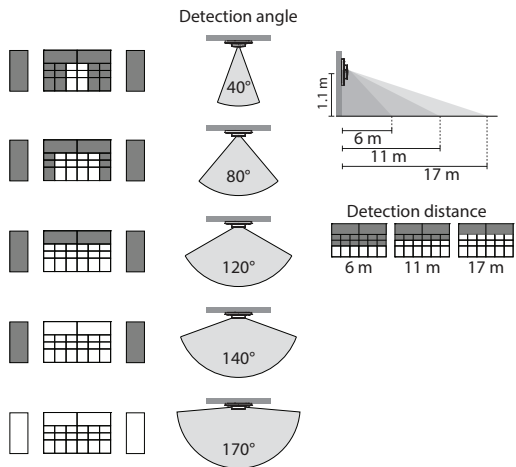 Detection angle
40°
80°
120°
140°
170°
1.1 m
6 m
11 m
17 m
Detection distance
6 m 11 m 17 m